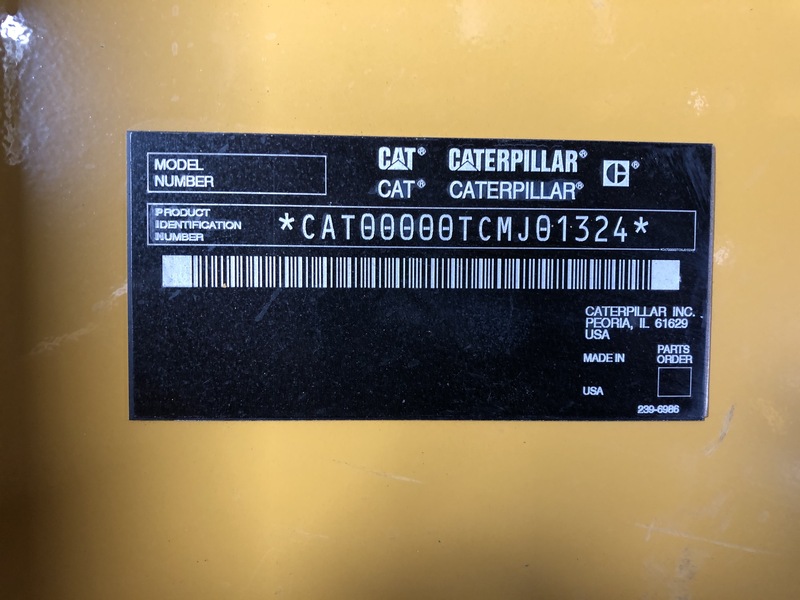 MODEL
NUMBER
CAT® CATERPILLAR®
CAT® CATERPILLAR®
C ®
PRODUCT
IDENTIFICATION
NUMBER
*CAT00000TCMJ01324*
CATERPILLAR INC.
PEORIA, IL 61629
USA
MADE IN
USA
PARTS
ORDER
239-6986